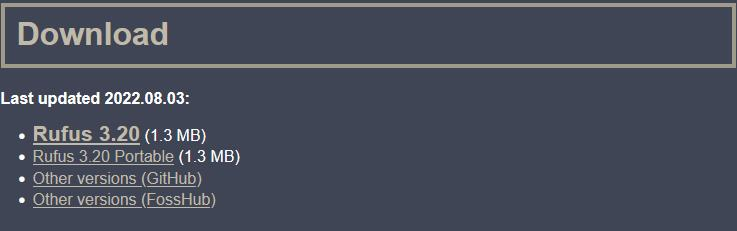 Download
Last updated 2022.08.03:
Rufus 3.20 (1.3 MB)
Rufus 3.20 Portable (1.3 MB)
Other versions (GitHub)
Other versions (FossHub)